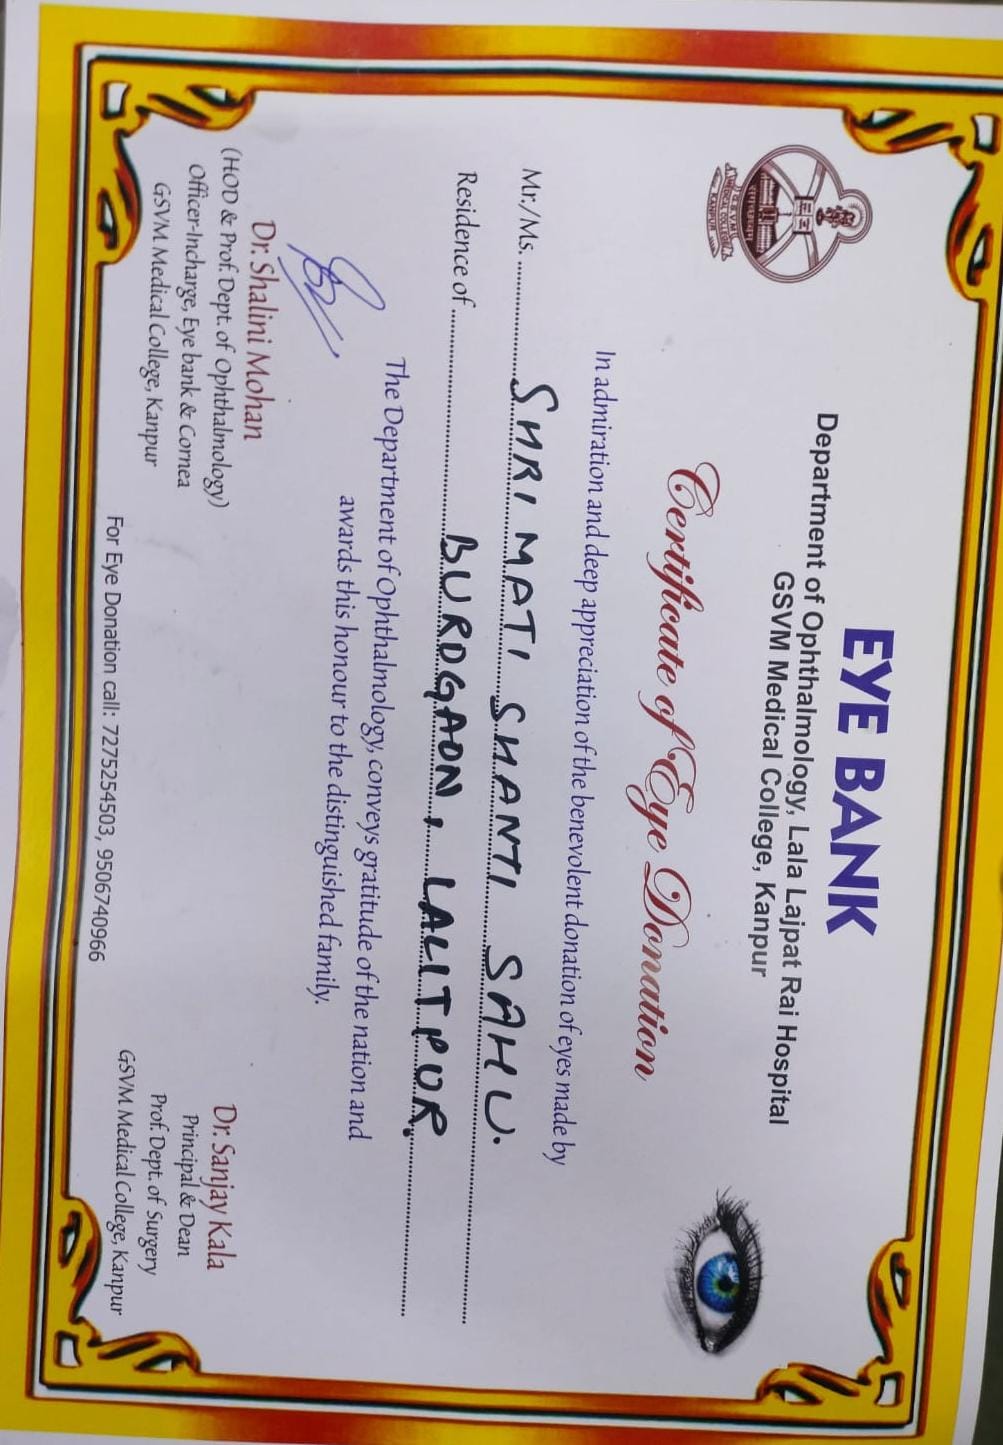 EYE BANK
Department of Ophthalmology, Lala Lajpat Rai Hospital
GSVM Medical College, Kanpur
Certificate of Eye Donation
In admiration and deep appreciation of the benevolent donation of eyes made by
Mr./Ms. SHRI MATI SHANTI SAHU.
Residence of BURDGAON, LALITPUR.
The Department of Ophthalmology, conveys gratitude of the nation and
awards this honour to the distinguished family.
Dr. Shalini Mohan
(HOD & Prof. Dept. of Ophthalmology)
Officer-Incharge, Eye bank & Cornea
GSVM Medical College, Kanpur
Dr. Sanjay Kala
Principal & Dean
Prof. Dept. of Surgery
GSVM Medical College, Kanpur
For Eye Donation call: 7275254503, 9506740966